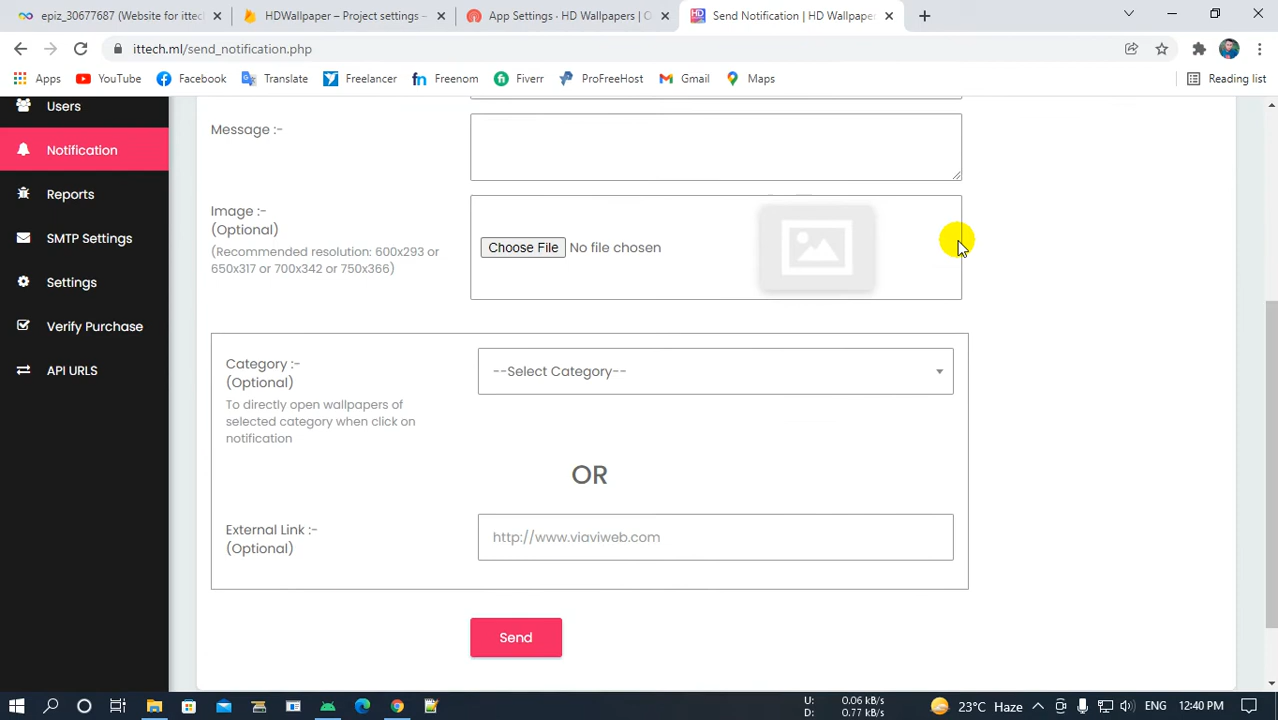 epiz_30677687 (Website for ittec
HDWallpaper – Project settings –
App Settings · HD Wallpapers | O
Send Notification | HD Wallpape
ittech.ml/send_notification.php
Apps
YouTube
Facebook
Translate
Freelancer
Freenom
Fiverr
ProFreeHost
Gmail
Maps
Reading list
Users
Notification
Reports
SMTP Settings
Settings
Verify Purchase
API URLS
Message :-
Image :-
(Optional)
(Recommended resolution: 600x293 or
650x317 or 700x342 or 750x366)
Choose File No file chosen
Category :-
(Optional)
To directly open wallpapers of
selected category when click on
notification
--Select Category--
OR
External Link :-
(Optional)
http://www.viaviweb.com
Send
U: 0.06 kB/s
D: 0.77 kB/s
23°C Haze
ENG
12:40 PM